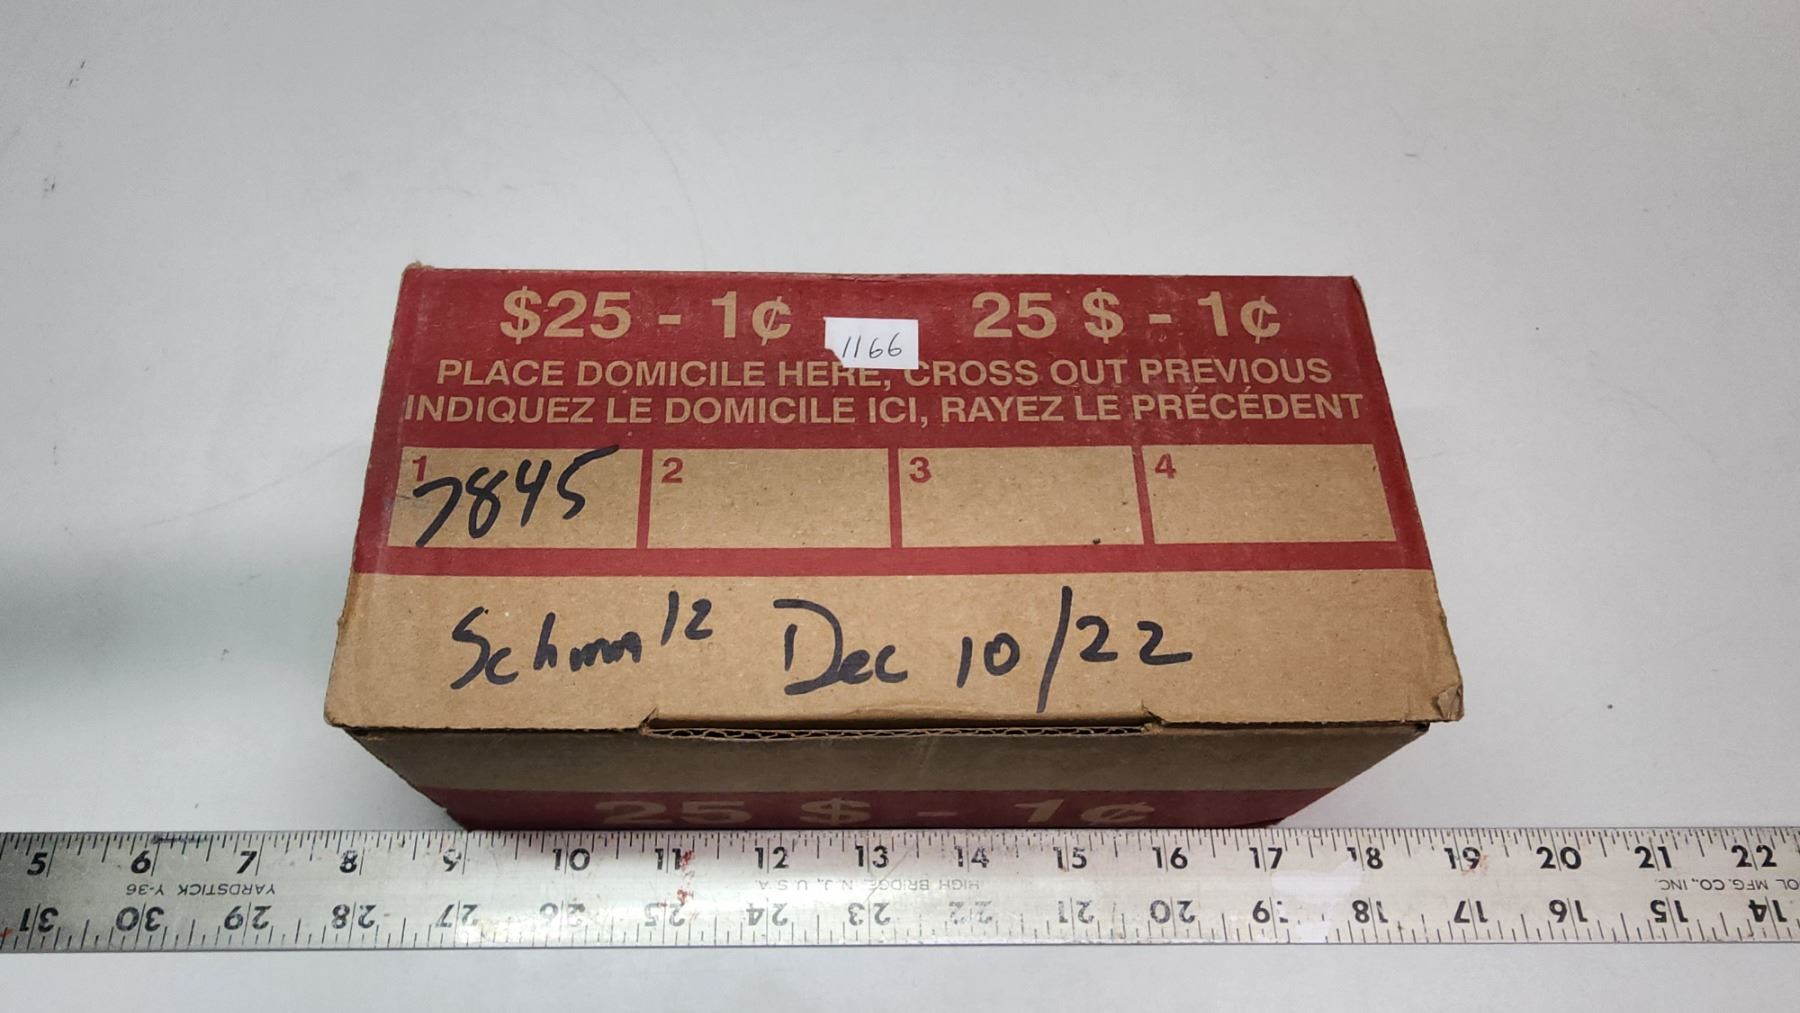 $25 - 1¢ 25 $ - 1¢
1166
PLACE DOMICILE HERE, CROSS OUT PREVIOUS
INDIQUEZ LE DOMICILE ICI, RAYEZ LE PRÉCÉDENT
1 2 3 4
7845
12 Dec 10/22
25 $ - 1¢
5 6 7 8 9 10 11 12 13 14 15 16 17 18 19 20 21 22
YARDSTICK Y-36 HIGH BRIDGE, N.J., U.S.A. OL MFG. CO., INC.
31 30 29 28 27 26 25 24 23 22 21 20 19 18 17 16 15 14